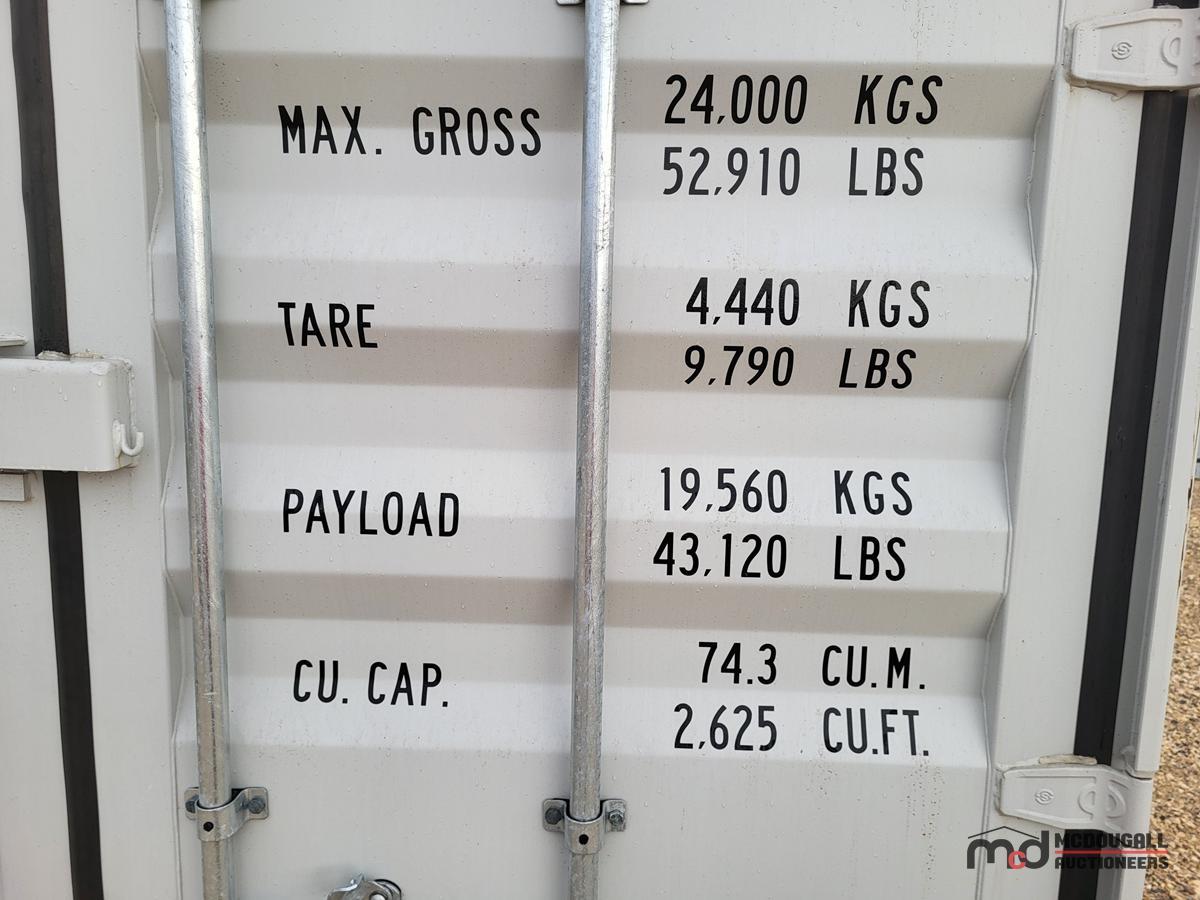 MAX. GROSS 24,000 KGS
52,910 LBS
TARE 4,440 KGS
9,790 LBS
PAYLOAD 19,560 KGS
43,120 LBS
CU. CAP. 74.3 CU.M.
2,625 CU.FT.
mcd MCDOUGALL
AUCTIONEERS